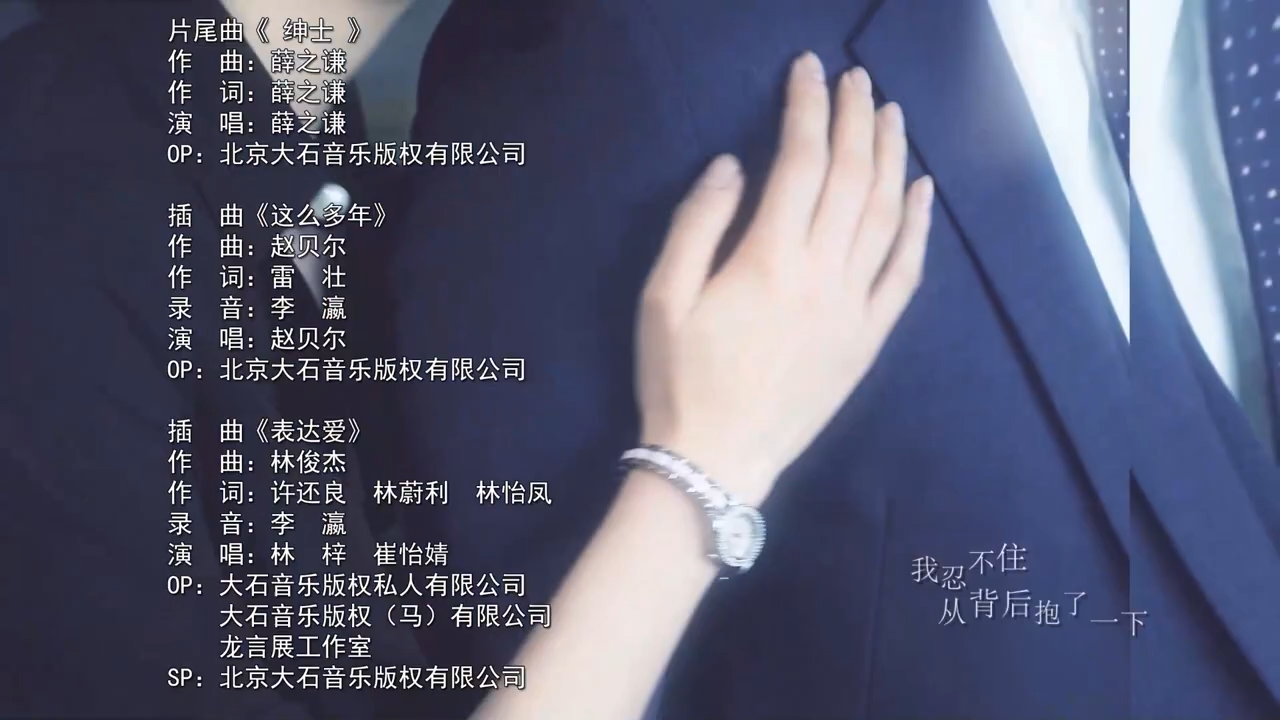 片尾曲《 绅士 》
作　曲：薛之谦
作　词：薛之谦
演　唱：薛之谦
OP：北京大石音乐版权有限公司
插　曲《这么多年》
作　曲：赵贝尔
作　词：雷　壮
录　音：李　瀛
演　唱：赵贝尔
OP：北京大石音乐版权有限公司
插　曲《表达爱》
作　曲：林俊杰
作　词：许还良　林蔚利　林怡凤
录　音：李　瀛
演　唱：林　梓　崔怡婧
OP：大石音乐版权私人有限公司
大石音乐版权（马）有限公司
龙言展工作室
SP：北京大石音乐版权有限公司
我忍不住
从背后抱了一下